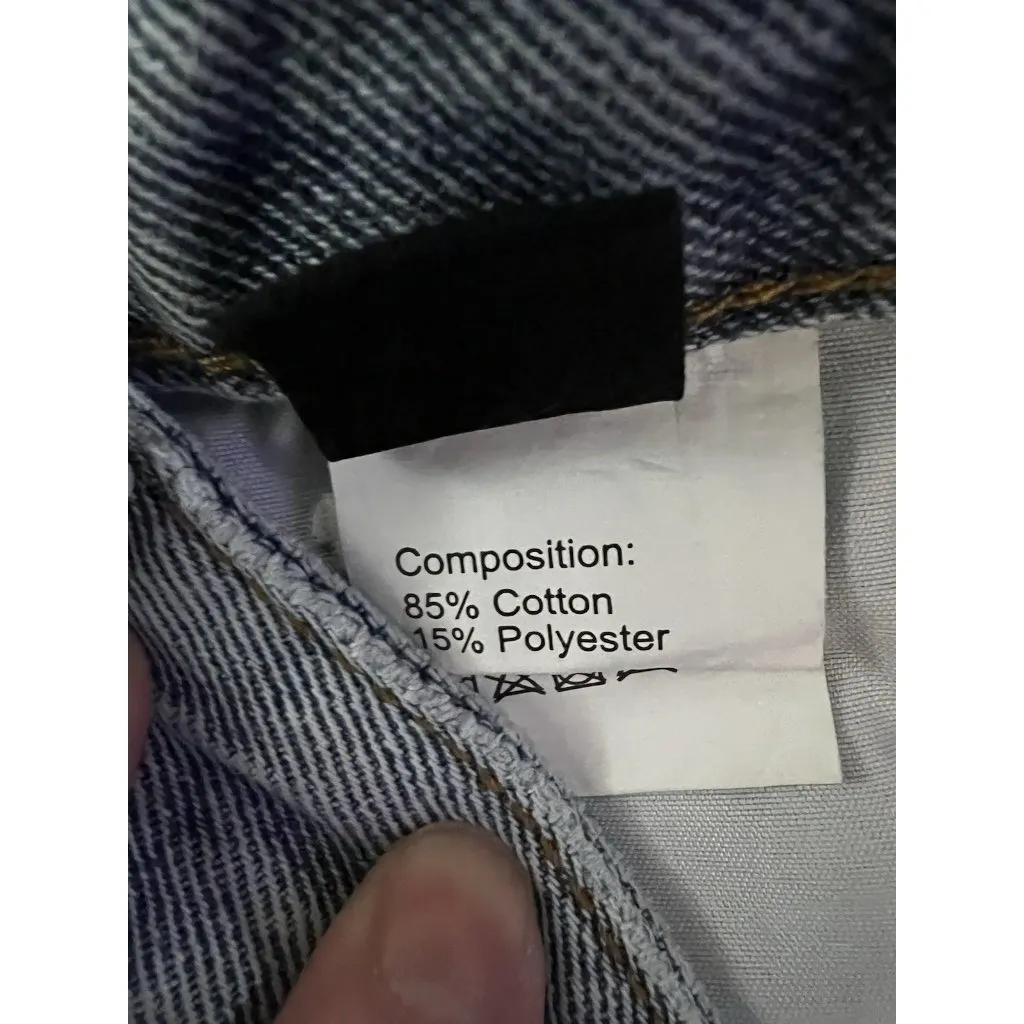 Composition:
85% Cotton
15% Polyester